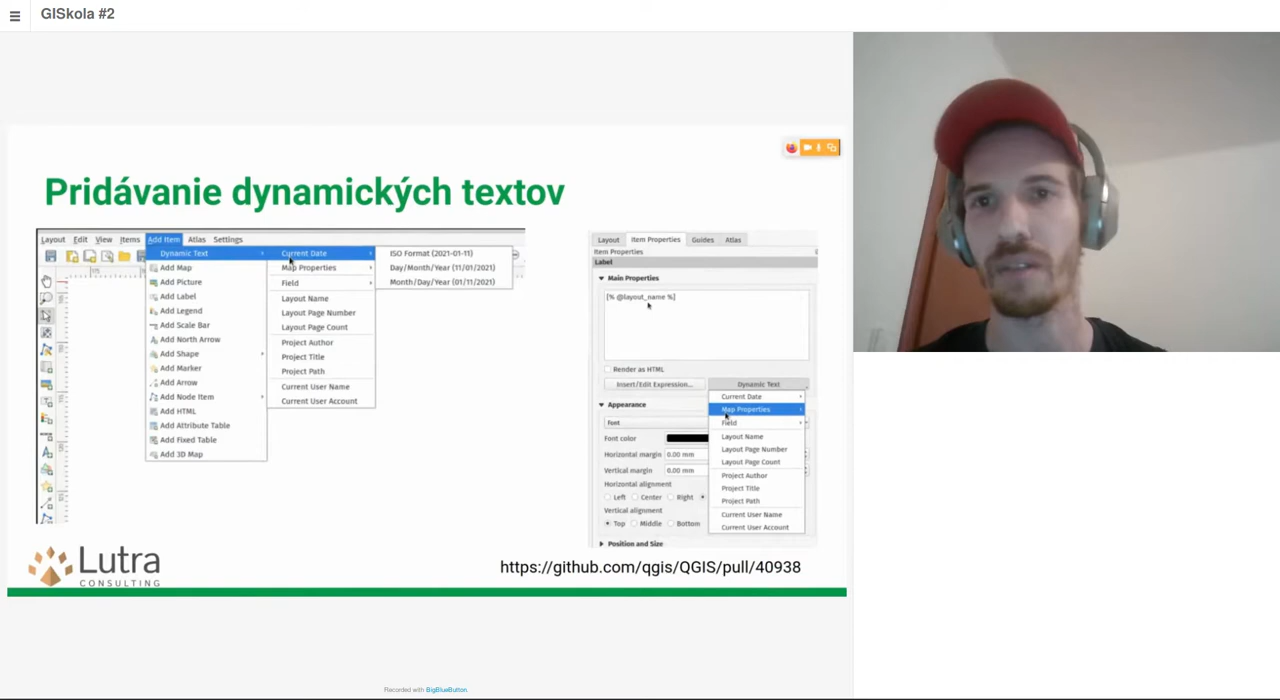 GISkola #2
Pridávanie dynamických textov
Layout Edit View Items Add Item Atlas Settings
Dynamic Text
Add Map
Add Picture
Add Label
Add Legend
Add Scale Bar
Add North Arrow
Add Shape
Add Marker
Add Arrow
Add Node Item
Add HTML
Add Attribute Table
Add Fixed Table
Add 3D Map
Current Date
Map Properties
Field
Layout Name
Layout Page Number
Layout Page Count
Project Author
Project Title
Project Path
Current User Name
Current User Account
ISO Format (2021-01-11)
Day/Month/Year (11/01/2021)
Month/Day/Year (01/11/2021)
Layout Item Properties Guides Atlas
Item Properties
Label
Main Properties
[% @layout_name %]
Render as HTML
Insert/Edit Expression... Dynamic Text
Appearance
Font
Font color
Horizontal margin 0.00 mm
Vertical margin 0.00 mm
Horizontal alignment
Left Center Right
Vertical alignment
Top Middle Bottom
Position and Size
Current Date
Map Properties
Field
Layout Name
Layout Page Number
Layout Page Count
Project Author
Project Title
Project Path
Current User Name
Current User Account
Lutra
CONSULTING
https://github.com/qgis/QGIS/pull/40938
Recorded with BigBlueButton.